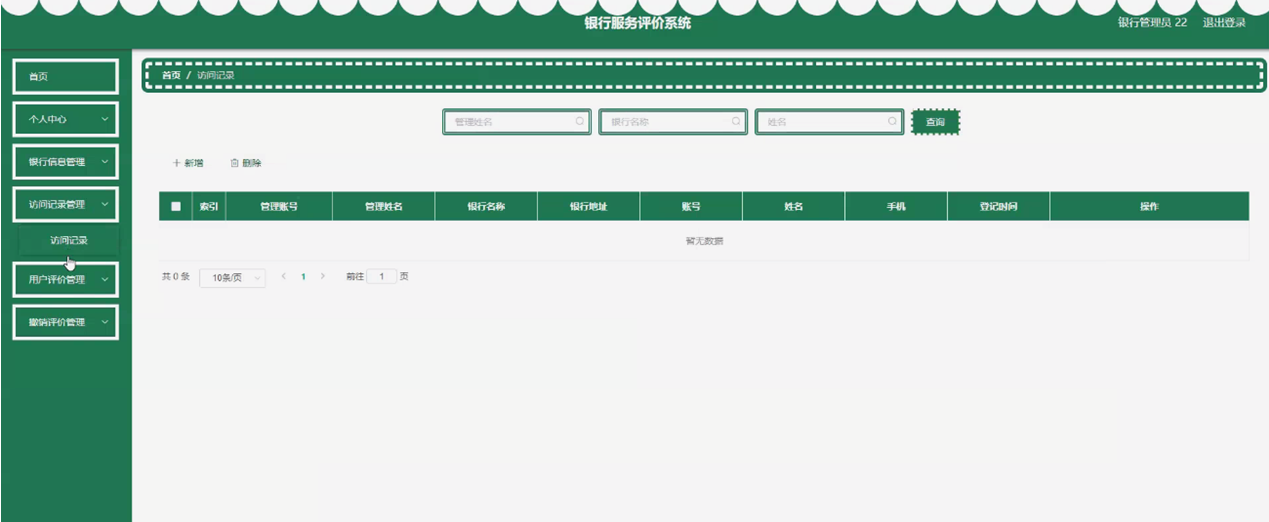 银行服务评价系统
银行管理员 22 退出登录
首页
个人中心
银行信息管理
访问记录管理
访问记录
用户评价管理
撤销评价管理
首页 / 访问记录
管理姓名 银行名称 姓名 查询
新增 删除
索引 管理账号 管理姓名 银行名称 银行地址 账号 姓名 手机 登记时间 操作
暂无数据
共 0 条 10条/页 1 前往 1 页